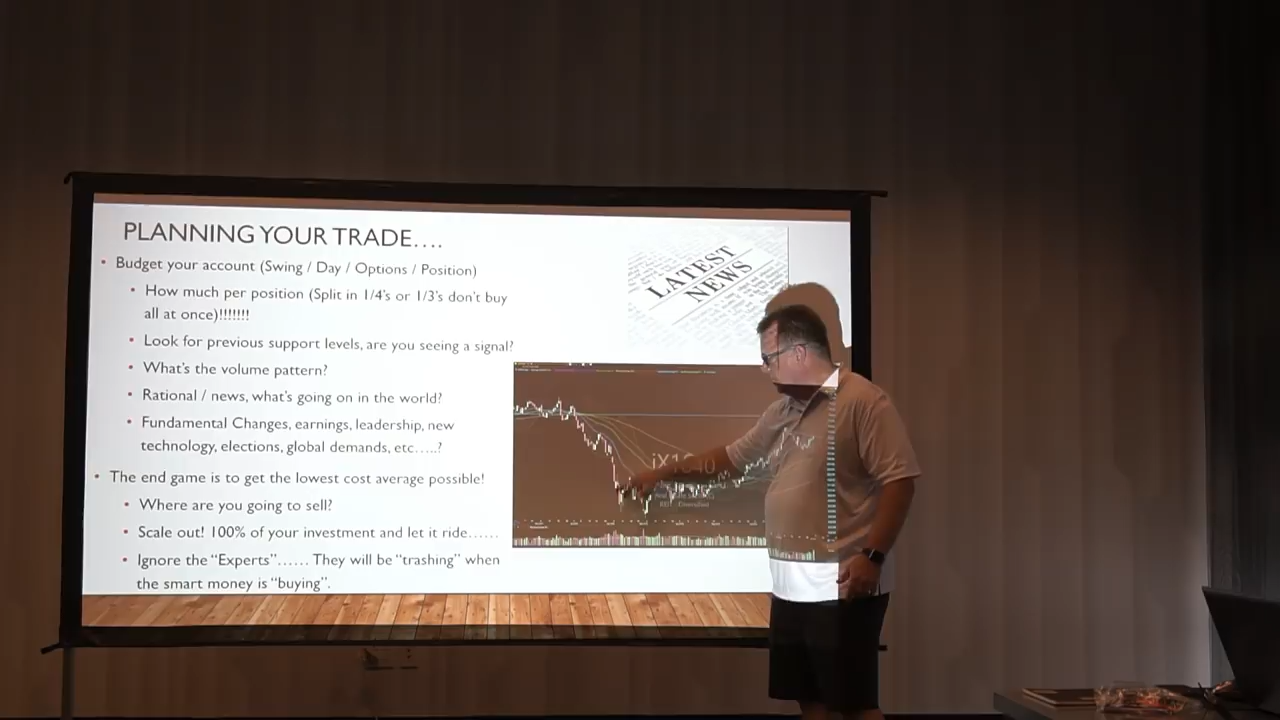 PLANNING YOUR TRADE....
• Budget your account (Swing / Day / Options / Position)
• How much per position (Split in 1/4's or 1/3's don't buy
all at once)!!!!!!!
• Look for previous support levels, are you seeing a signal?
• What's the volume pattern?
• Rational / news, what's going on in the world?
• Fundamental Changes, earnings, leadership, new
technology, elections, global demands, etc.....?
• The end game is to get the lowest cost average possible!
• Where are you going to sell?
• Scale out! 100% of your investment and let it ride......
• Ignore the "Experts"...... They will be "trashing" when
the smart money is "buying".
LATEST
NEWS